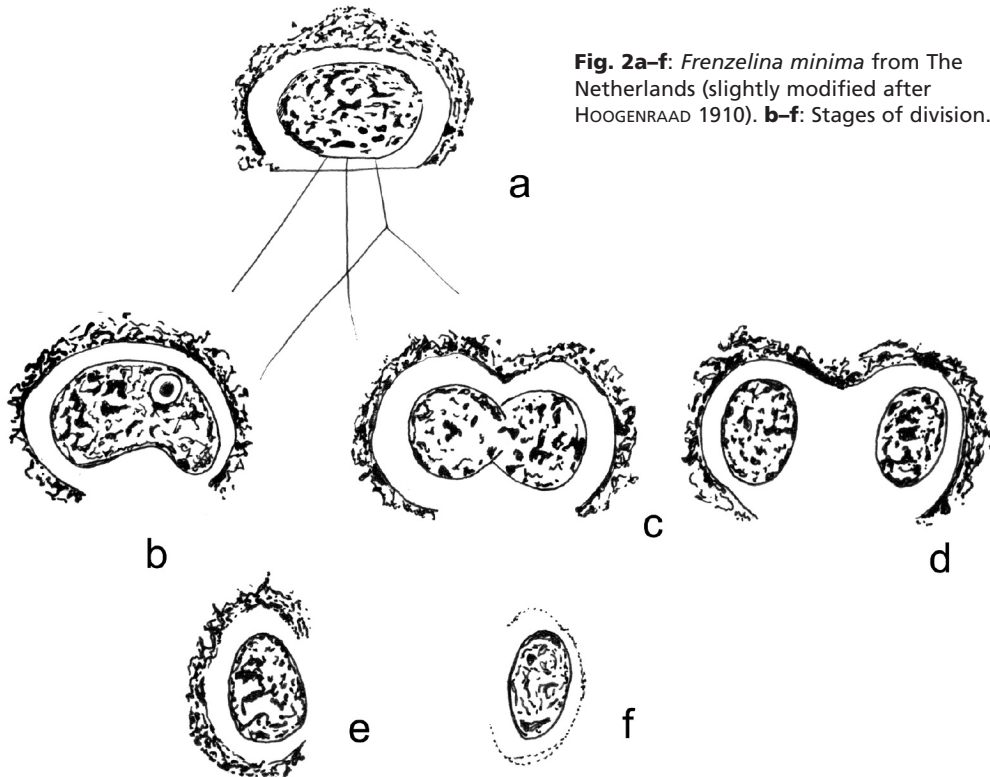 Fig. 2a–f: Frenzelina minima from The
Netherlands (slightly modified after
HOOGENRAAD 1910). b–f: Stages of division.
a
b
c
d
e
f